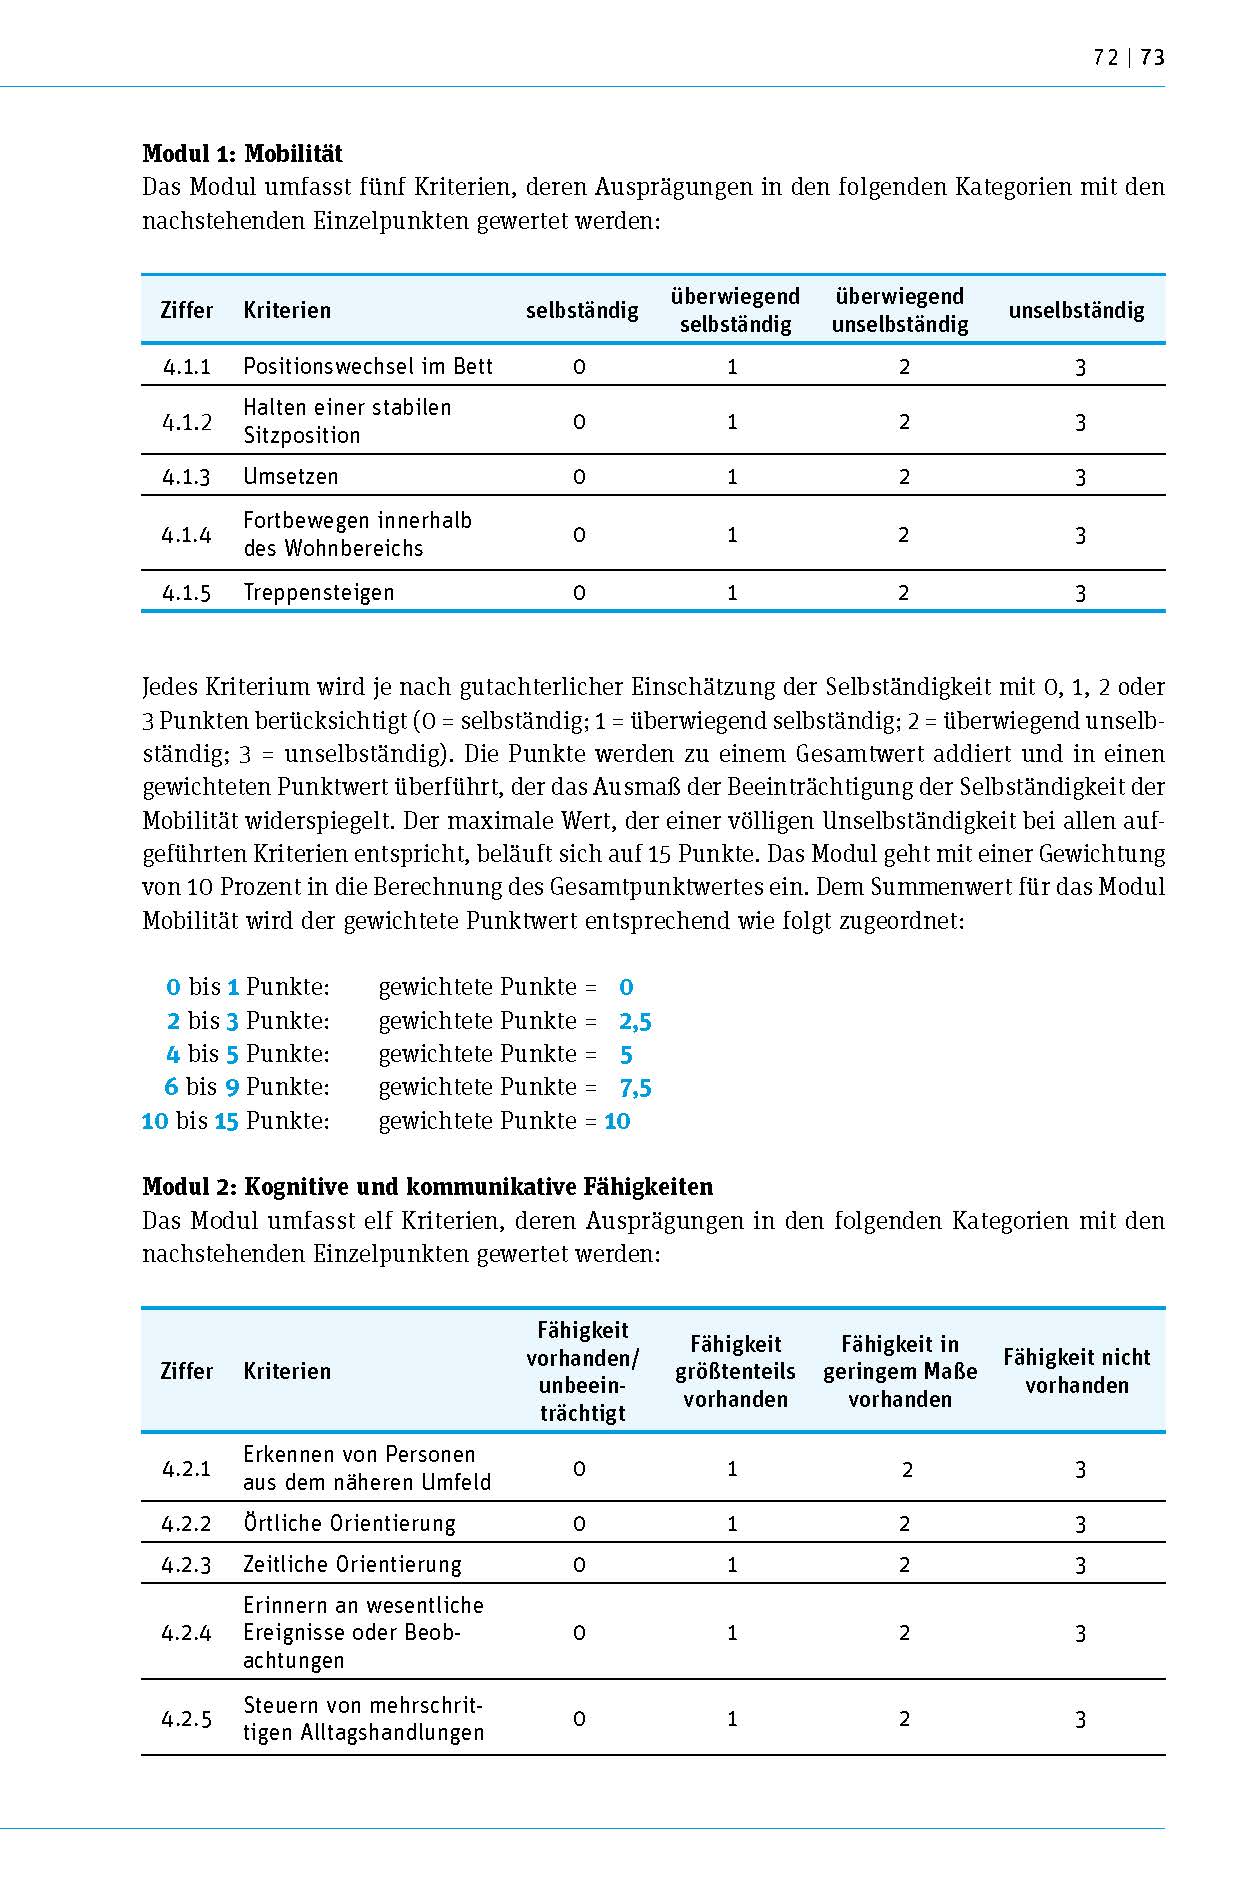 72 | 73
Modul 1: Mobilität
Das Modul umfasst fünf Kriterien, deren Ausprägungen in den folgenden Kategorien mit den
nachstehenden Einzelpunkten gewertet werden:
Ziffer Kriterien selbständig überwiegend selbständig überwiegend unselbständig unselbständig
4.1.1 Positionswechsel im Bett 0 1 2 3
4.1.2 Halten einer stabilen Sitzposition 0 1 2 3
4.1.3 Umsetzen 0 1 2 3
4.1.4 Fortbewegen innerhalb des Wohnbereichs 0 1 2 3
4.1.5 Treppensteigen 0 1 2 3
Jedes Kriterium wird je nach gutachterlicher Einschätzung der Selbständigkeit mit 0, 1, 2 oder
3 Punkten berücksichtigt (0 = selbständig; 1 = überwiegend selbständig; 2 = überwiegend unselb-
ständig; 3 = unselbständig). Die Punkte werden zu einem Gesamtwert addiert und in einen
gewichteten Punktwert überführt, der das Ausmaß der Beeinträchtigung der Selbständigkeit der
Mobilität widerspiegelt. Der maximale Wert, der einer völligen Unselbständigkeit bei allen auf-
geführten Kriterien entspricht, beläuft sich auf 15 Punkte. Das Modul geht mit einer Gewichtung
von 10 Prozent in die Berechnung des Gesamtpunktwertes ein. Dem Summenwert für das Modul
Mobilität wird der gewichtete Punktwert entsprechend wie folgt zugeordnet:
0 bis 1 Punkte: gewichtete Punkte = 0
2 bis 3 Punkte: gewichtete Punkte = 2,5
4 bis 5 Punkte: gewichtete Punkte = 5
6 bis 9 Punkte: gewichtete Punkte = 7,5
10 bis 15 Punkte: gewichtete Punkte = 10
Modul 2: Kognitive und kommunikative Fähigkeiten
Das Modul umfasst elf Kriterien, deren Ausprägungen in den folgenden Kategorien mit den
nachstehenden Einzelpunkten gewertet werden:
Ziffer Kriterien Fähigkeit vorhanden/ unbeein- trächtigt Fähigkeit größtenteils vorhanden Fähigkeit in geringem Maße vorhanden Fähigkeit nicht vorhanden
4.2.1 Erkennen von Personen aus dem näheren Umfeld 0 1 2 3
4.2.2 Örtliche Orientierung 0 1 2 3
4.2.3 Zeitliche Orientierung 0 1 2 3
4.2.4 Erinnern an wesentliche Ereignisse oder Beob- achtungen 0 1 2 3
4.2.5 Steuern von mehrschrit- tigen Alltagshandlungen 0 1 2 3